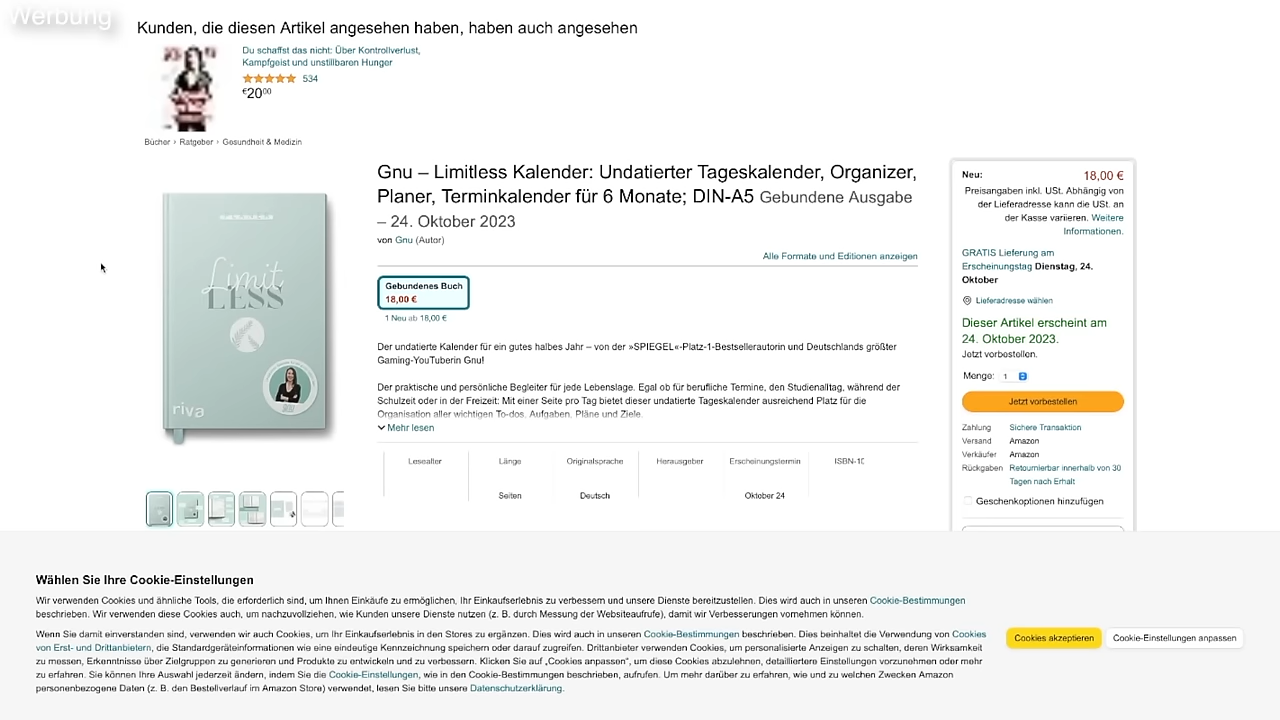 Werbung
Kunden, die diesen Artikel angesehen haben, haben auch angesehen
Du schaffst das nicht: Über Kontrollverlust,
Kampfgeist und unstillbaren Hunger
534
€20⁰⁰
Bücher › Ratgeber › Gesundheit & Medizin
Gnu – Limitless Kalender: Undatierter Tageskalender, Organizer,
Planer, Terminkalender für 6 Monate; DIN-A5 Gebundene Ausgabe
– 24. Oktober 2023
von Gnu (Autor)
Alle Formate und Editionen anzeigen
Gebundenes Buch
18,00 €
1 Neu ab 18,00 €
Der undatierte Kalender für ein gutes halbes Jahr – von der »SPIEGEL«-Platz-1-Bestsellerautorin und Deutschlands größter
Gaming-YouTuberin Gnu!
Der praktische und persönliche Begleiter für jede Lebenslage. Egal ob für berufliche Termine, den Studienalltag, während der
Schulzeit oder in der Freizeit: Mit einer Seite pro Tag bietet dieser undatierte Tageskalender ausreichend Platz für die
Organisation aller wichtigen To-dos, Aufgaben, Pläne und Ziele.
Mehr lesen
Lesealter Länge Originalsprache Herausgeber Erscheinungstermin ISBN-10
Seiten Deutsch Oktober 24
Limit
LESS
riva
Neu: 18,00 €
Preisangaben inkl. USt. Abhängig von
der Lieferadresse kann die USt. an
der Kasse variieren. Weitere
Informationen.
GRATIS Lieferung am
Erscheinungstag Dienstag, 24.
Oktober
Lieferadresse wählen
Dieser Artikel erscheint am
24. Oktober 2023.
Jetzt vorbestellen.
Menge: 1
Jetzt vorbestellen
Zahlung Sichere Transaktion
Versand Amazon
Verkäufer Amazon
Rückgaben Retournierbar innerhalb von 30
Tagen nach Erhalt
Geschenkoptionen hinzufügen
Wählen Sie Ihre Cookie-Einstellungen
Wir verwenden Cookies und ähnliche Tools, die erforderlich sind, um Ihnen Einkäufe zu ermöglichen, Ihr Einkaufserlebnis zu verbessern und unsere Dienste bereitzustellen. Dies wird auch in unseren Cookie-Bestimmungen
beschrieben. Wir verwenden diese Cookies auch, um nachzuvollziehen, wie Kunden unsere Dienste nutzen (z. B. durch Messung der Websiteaufrufe), damit wir Verbesserungen vornehmen können.
Wenn Sie damit einverstanden sind, verwenden wir auch Cookies, um Ihr Einkaufserlebnis in den Stores zu ergänzen. Dies wird auch in unseren Cookie-Bestimmungen beschrieben. Dies beinhaltet die Verwendung von Cookies
von Erst- und Drittanbietern, die Standardgeräteinformationen wie eine eindeutige Kennzeichnung speichern oder darauf zugreifen. Drittanbieter verwenden Cookies, um personalisierte Anzeigen zu schalten, deren Wirksamkeit
zu messen, Erkenntnisse über Zielgruppen zu generieren und Produkte zu entwickeln und zu verbessern. Klicken Sie auf „Cookies anpassen“, um diese Cookies abzulehnen, detailliertere Einstellungen vorzunehmen oder mehr
zu erfahren. Sie können Ihre Auswahl jederzeit ändern, indem Sie die Cookie-Einstellungen, wie in den Cookie-Bestimmungen beschrieben, aufrufen. Um mehr darüber zu erfahren, wie und zu welchen Zwecken Amazon
personenbezogene Daten (z. B. den Bestellverlauf im Amazon Store) verwendet, lesen Sie bitte unsere Datenschutzerklärung.
Cookies akzeptieren
Cookie-Einstellungen anpassen